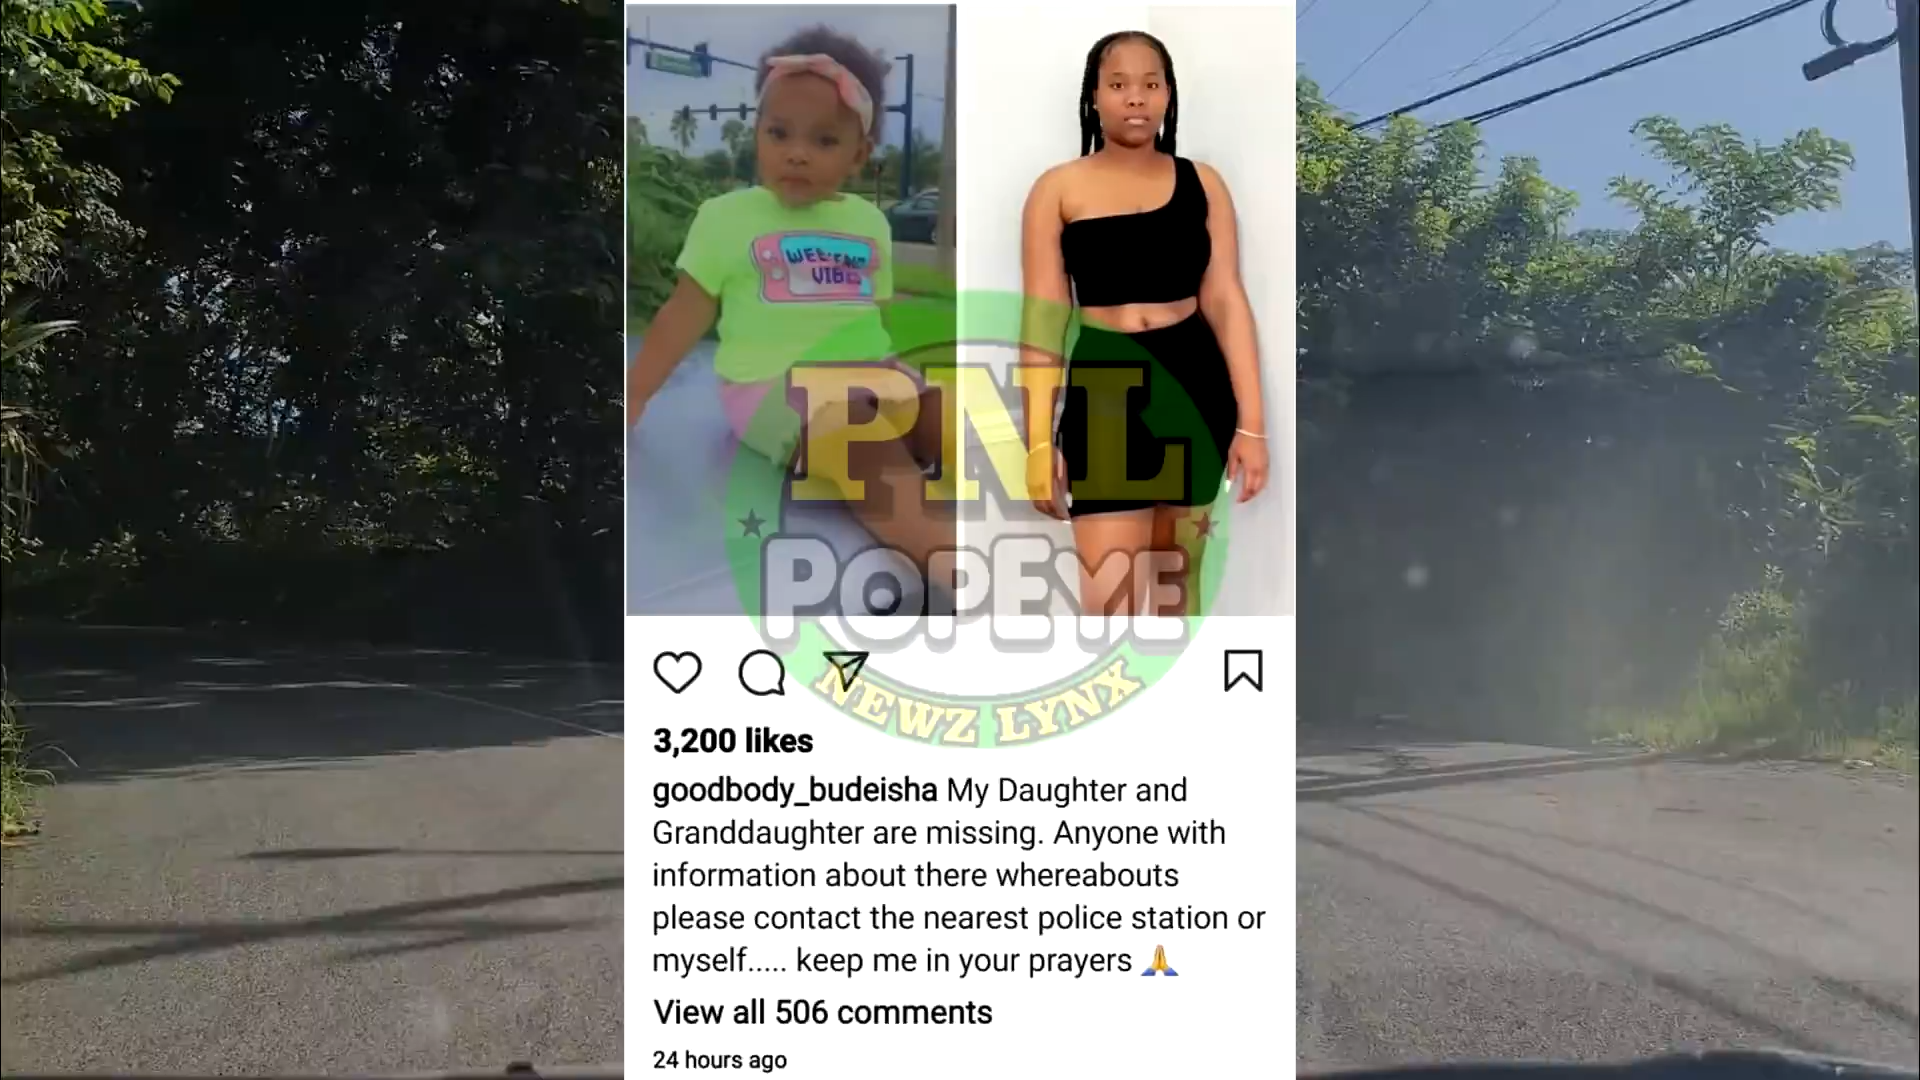 WEEKEND
VIBES
PNL
POPEYE
NEWZ LYNX
3,200 likes
goodbody_budeisha My Daughter and
Granddaughter are missing. Anyone with
information about there whereabouts
please contact the nearest police station or
myself..... keep me in your prayers 🙏
View all 506 comments
24 hours ago